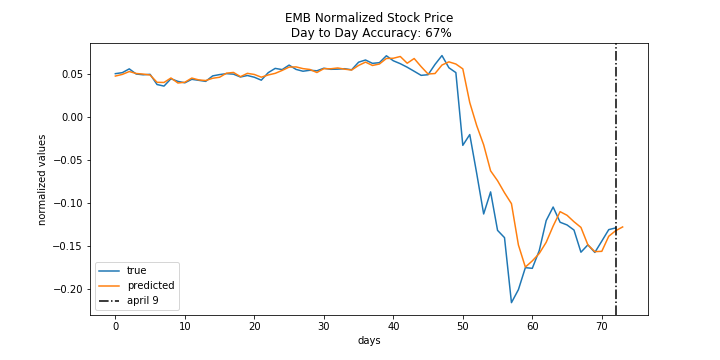 EMB Normalized Stock Price
Day to Day Accuracy: 67%
normalized values
0.05
0.00
−0.05
−0.10
−0.15
−0.20
true
predicted
april 9
0 10 20 30 40 50 60 70
days